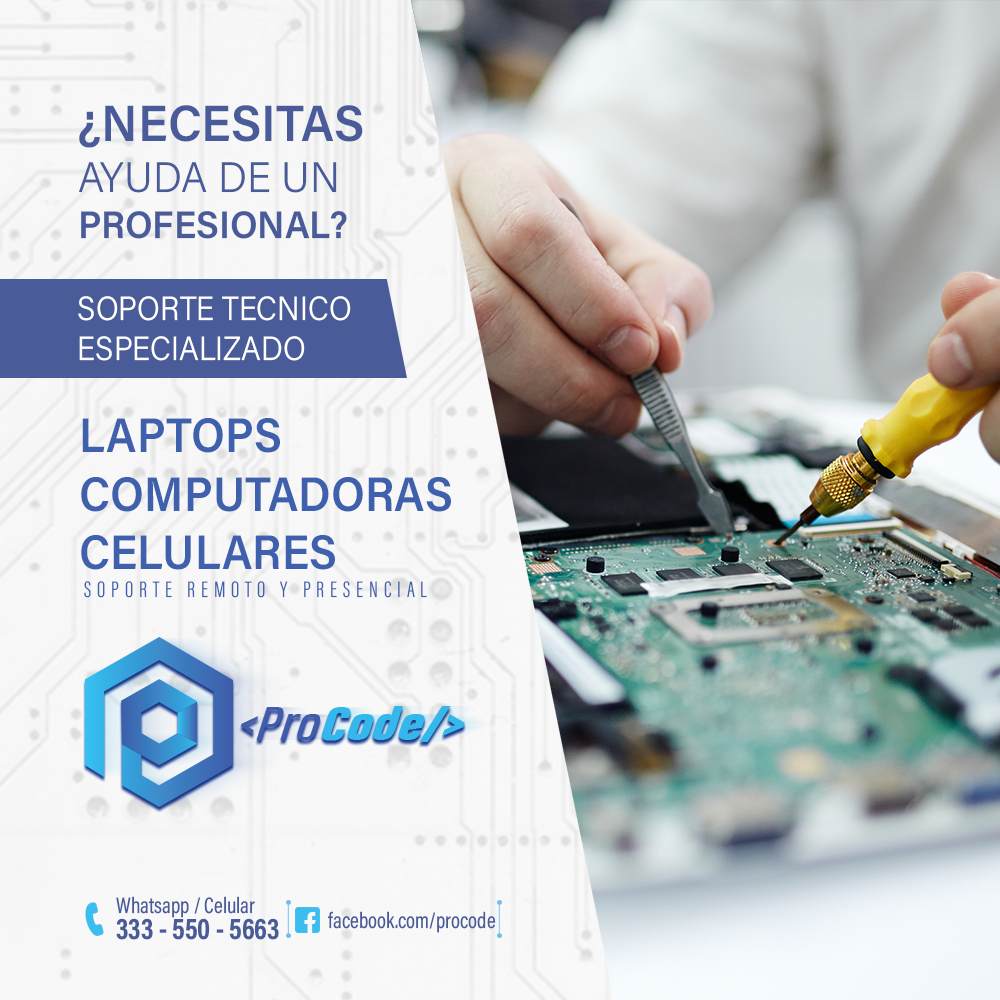 ¿NECESITAS
AYUDA DE UN
PROFESIONAL?
SOPORTE TECNICO
ESPECIALIZADO
LAPTOPS
COMPUTADORAS
CELULARES
SOPORTE REMOTO Y PRESENCIAL
<ProCode/>
Whatsapp / Celular
333 - 550 - 5663
facebook.com/procode